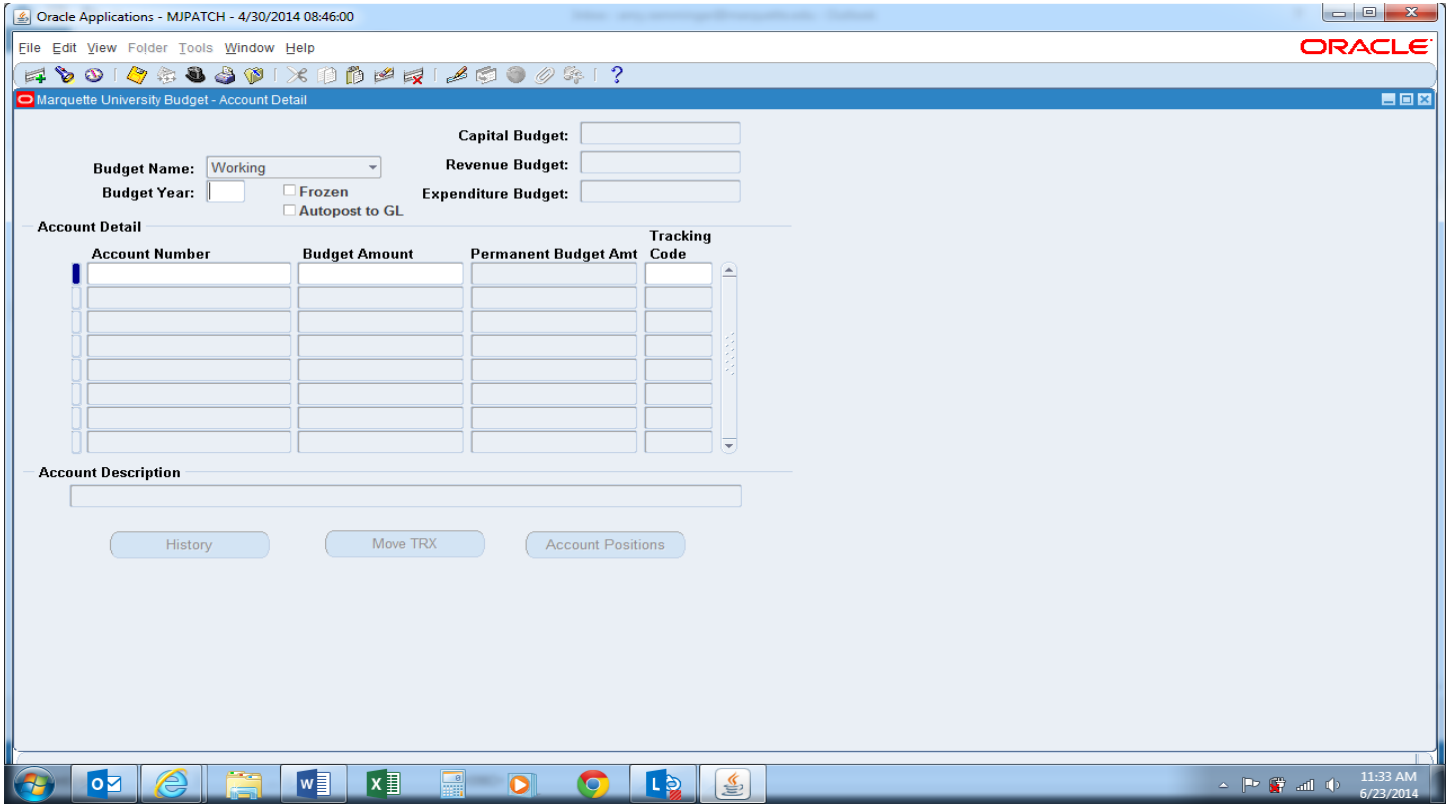 Oracle Applications - MJPATCH - 4/30/2014 08:46:00
File Edit View Folder Tools Window Help
ORACLE
Marquette University Budget - Account Detail
Capital Budget:
Budget Name: Working
Revenue Budget:
Budget Year:
Frozen
Expenditure Budget:
Autopost to GL
Account Detail
Account Number Budget Amount Permanent Budget Amt Tracking Code
Account Description
History Move TRX Account Positions
11:33 AM
6/23/2014